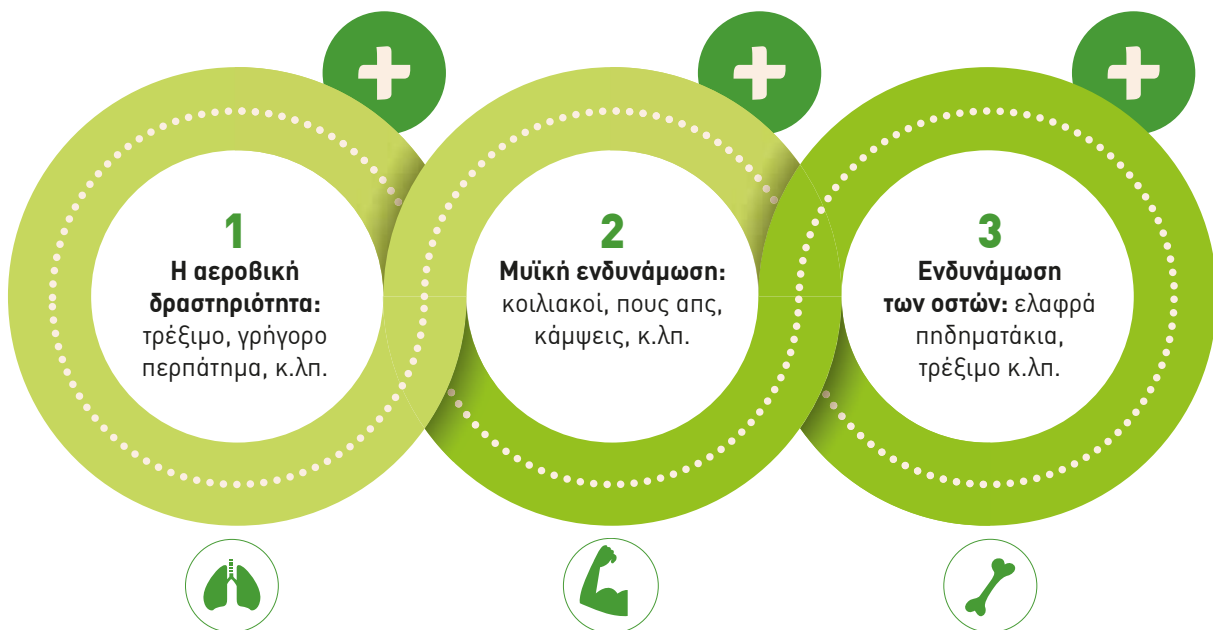 1
Η αεροβική
δραστηριότητα:
τρέξιμο, γρήγορο
περπάτημα, κ.λπ.
2
Μυϊκή ενδυνάμωση:
κοιλιακοί, πους απς,
κάμψεις, κ.λπ.
3
Ενδυνάμωση
των οστών: ελαφρά
πηδηματάκια,
τρέξιμο κ.λπ.